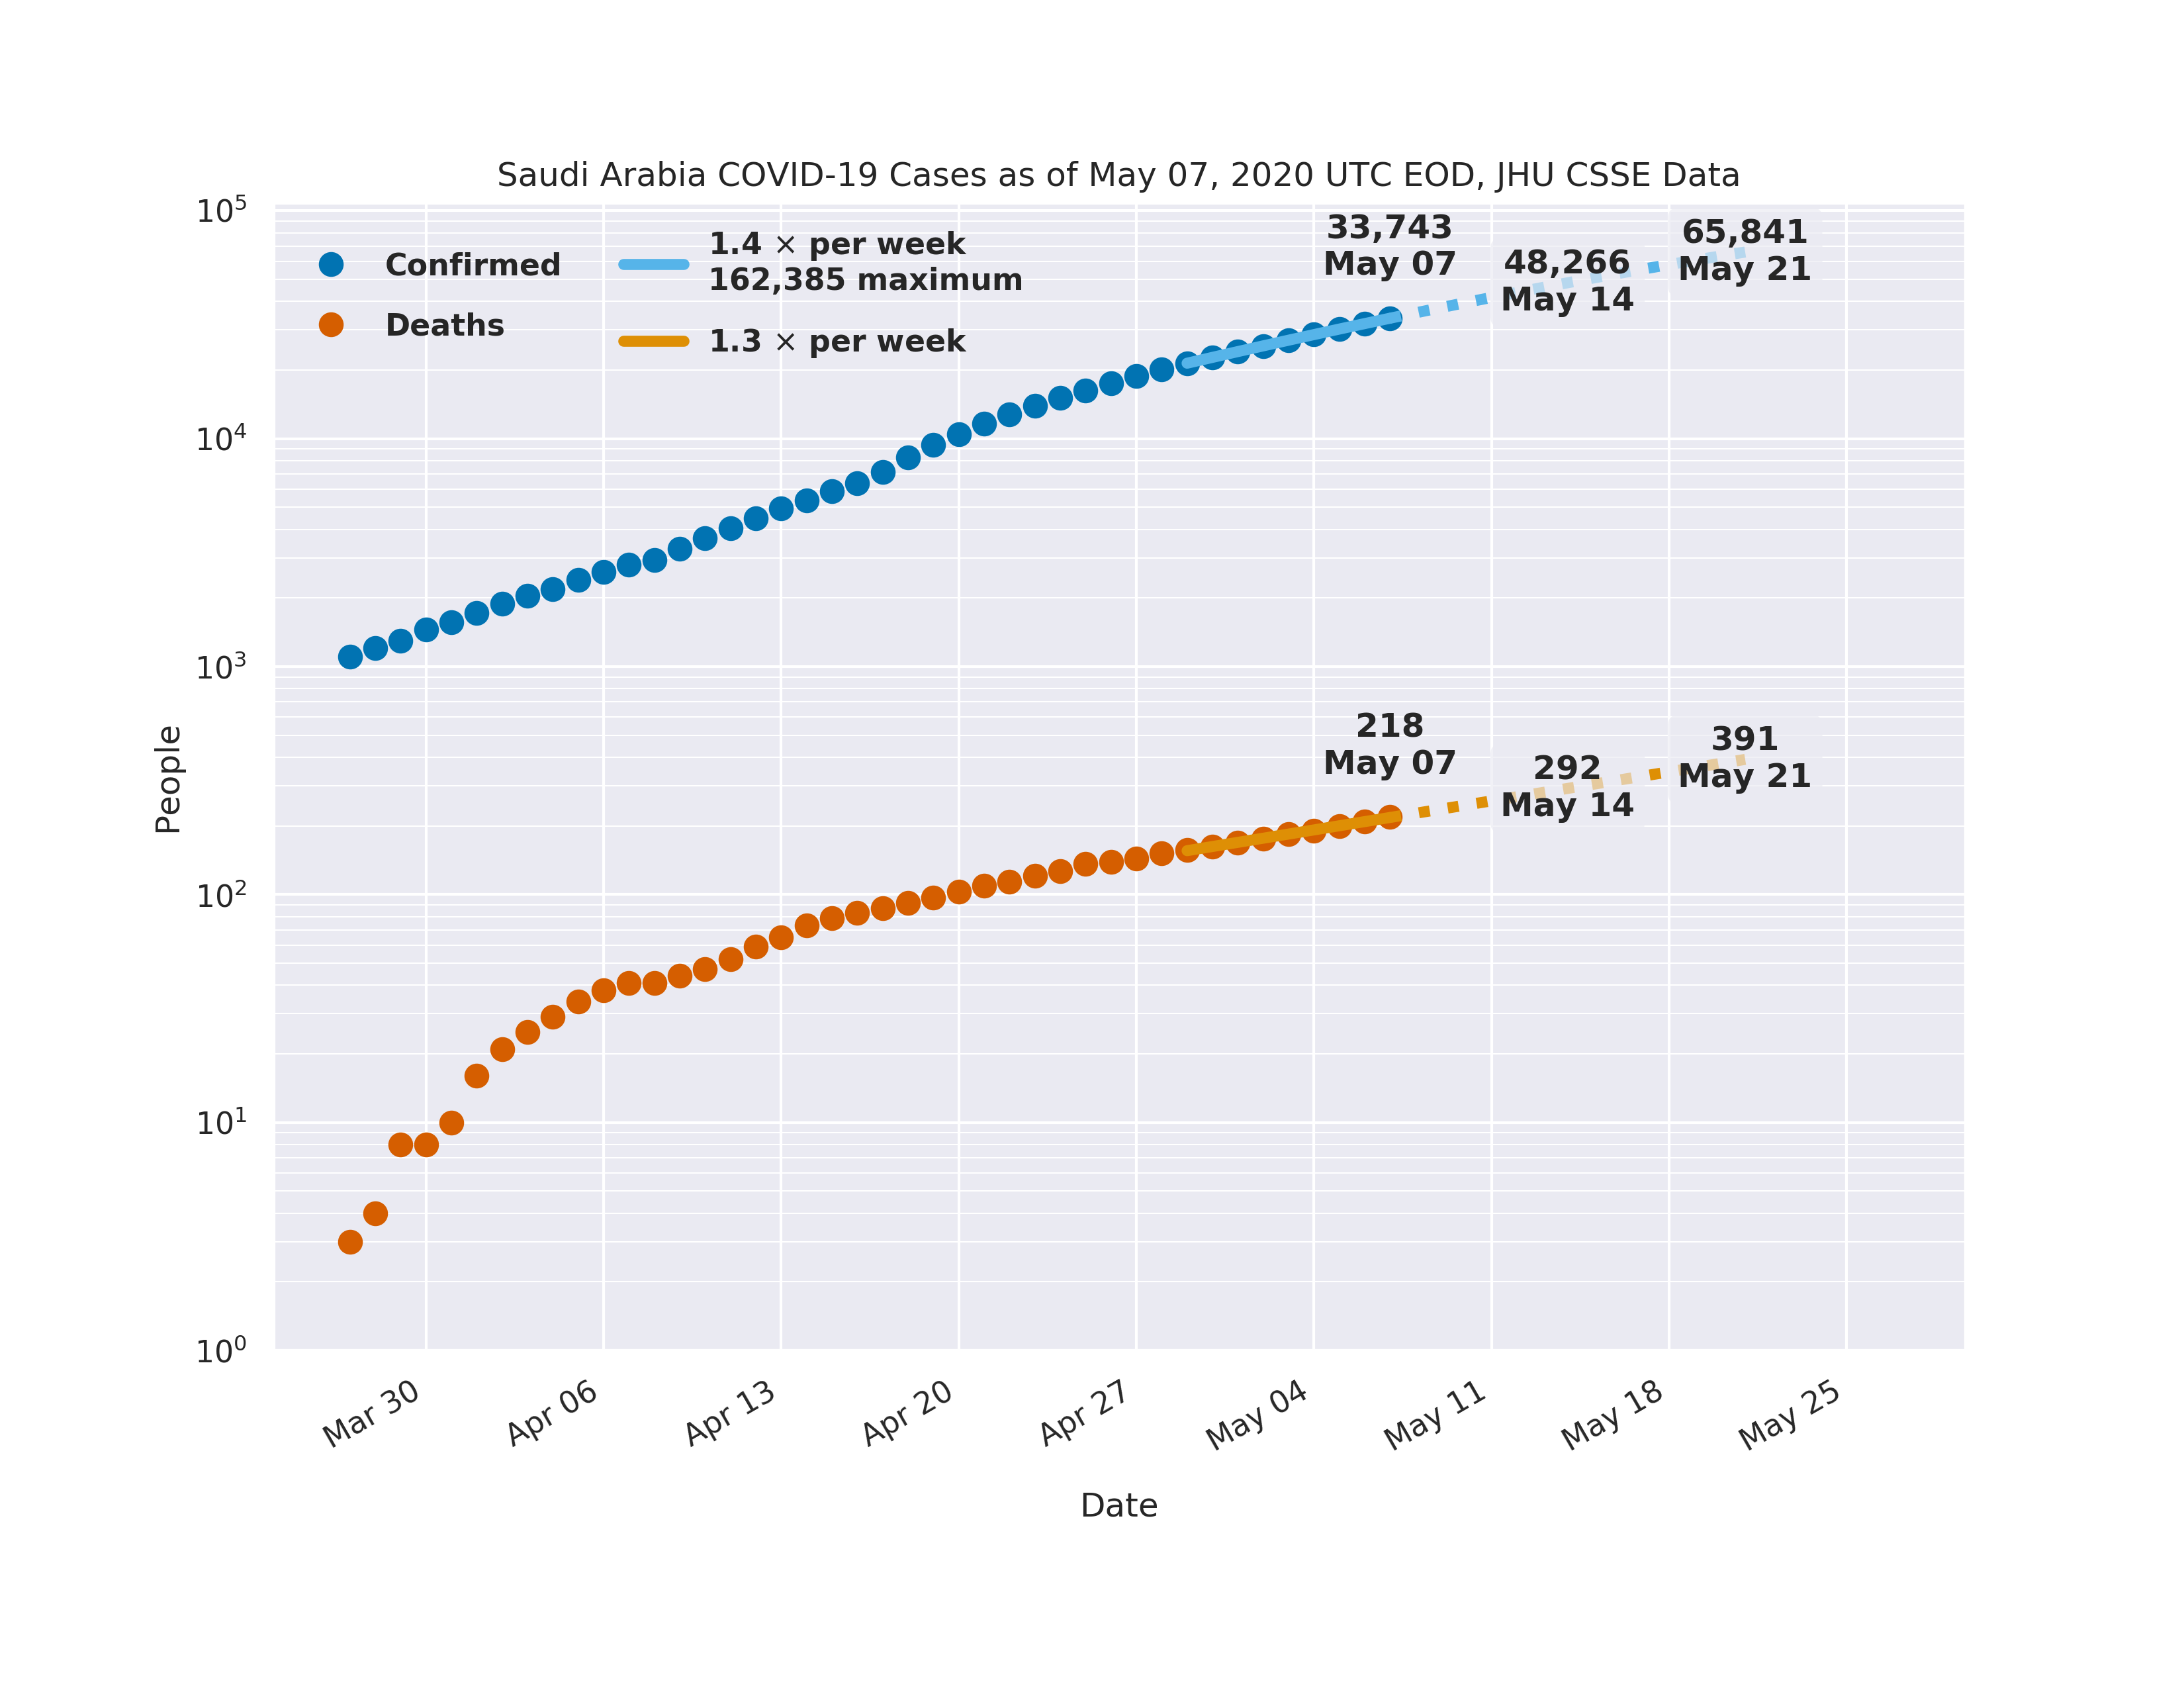 Saudi Arabia COVID-19 Cases as of May 07, 2020 UTC EOD, JHU CSSE Data
Confirmed
Deaths
1.4 × per week
162,385 maximum
1.3 × per week
33,743
May 07
48,266
May 14
65,841
May 21
218
May 07
292
May 14
391
May 21
People
10⁵
10⁴
10³
10²
10¹
10⁰
Mar 30
Apr 06
Apr 13
Apr 20
Apr 27
May 04
May 11
May 18
May 25
Date